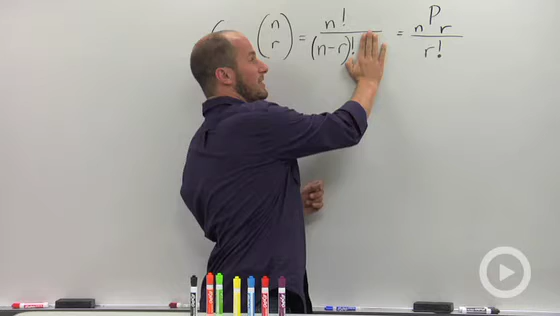 ( n r ) = n! / (n-r)! = nPr / r!